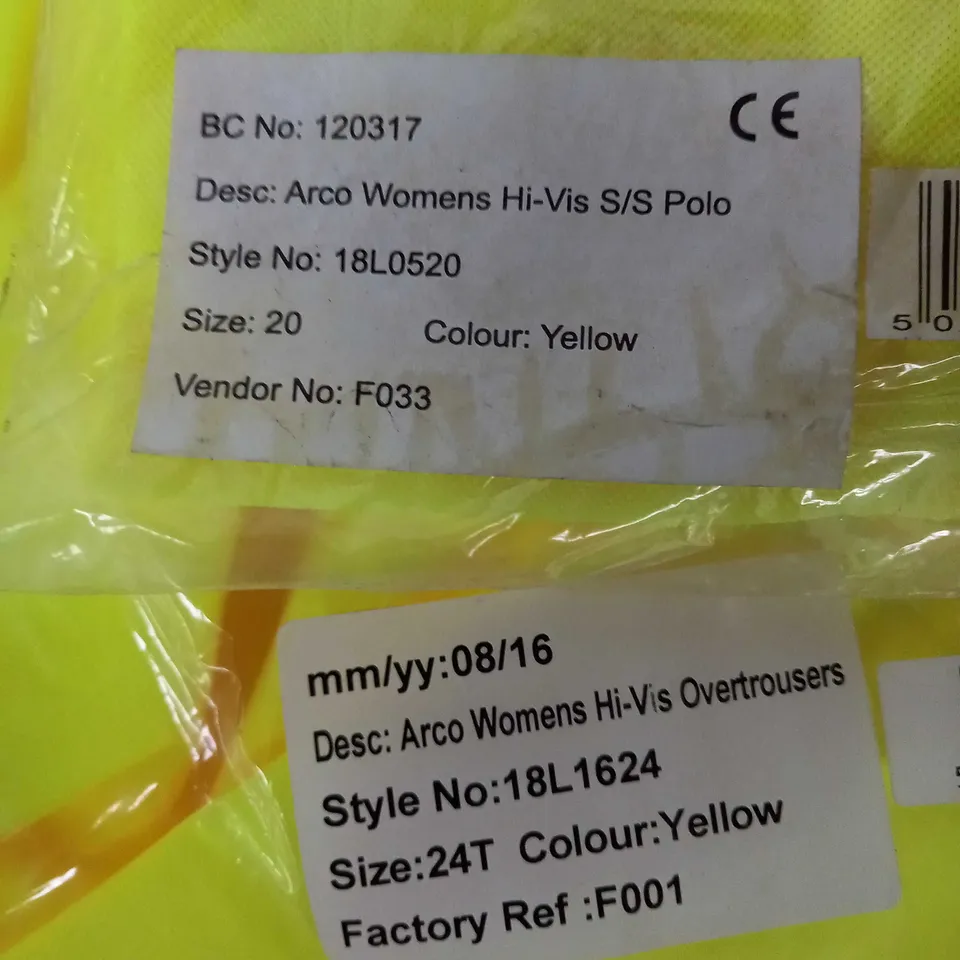 CE
BC No: 120317
Desc: Arco Womens Hi-Vis S/S Polo
Style No: 18L0520
Size: 20 Colour: Yellow
Vendor No: F033
5 0
mm/yy:08/16
Desc: Arco Womens Hi-Vis Overtrousers
Style No:18L1624
Size:24T Colour:Yellow
Factory Ref :F001